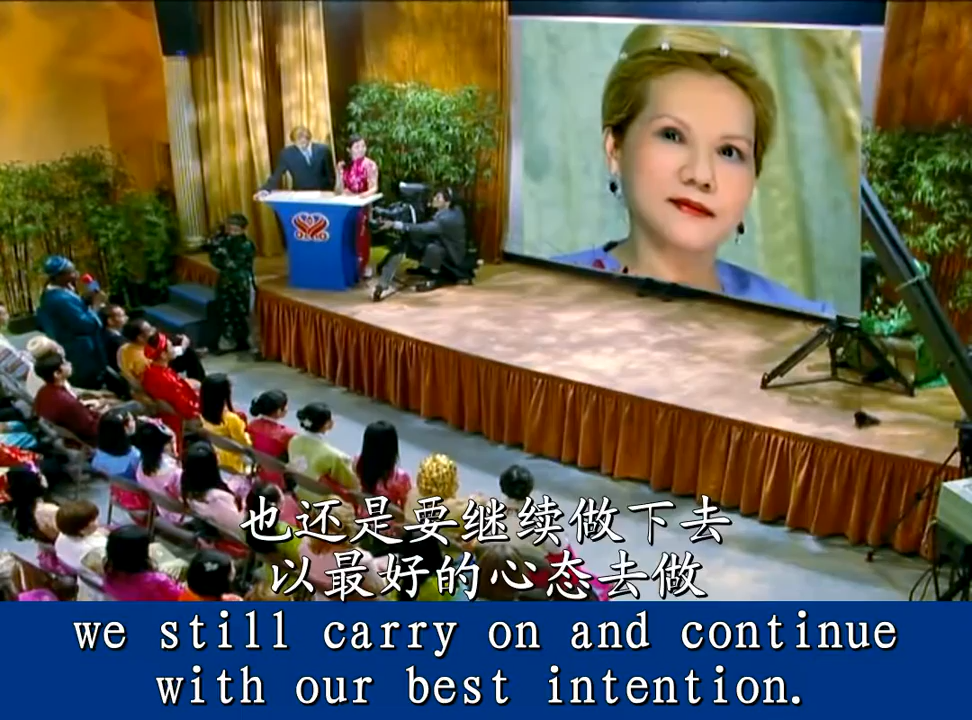 也还是要继续做下去
以最好的心态去做
we still carry on and continue
with our best intention.